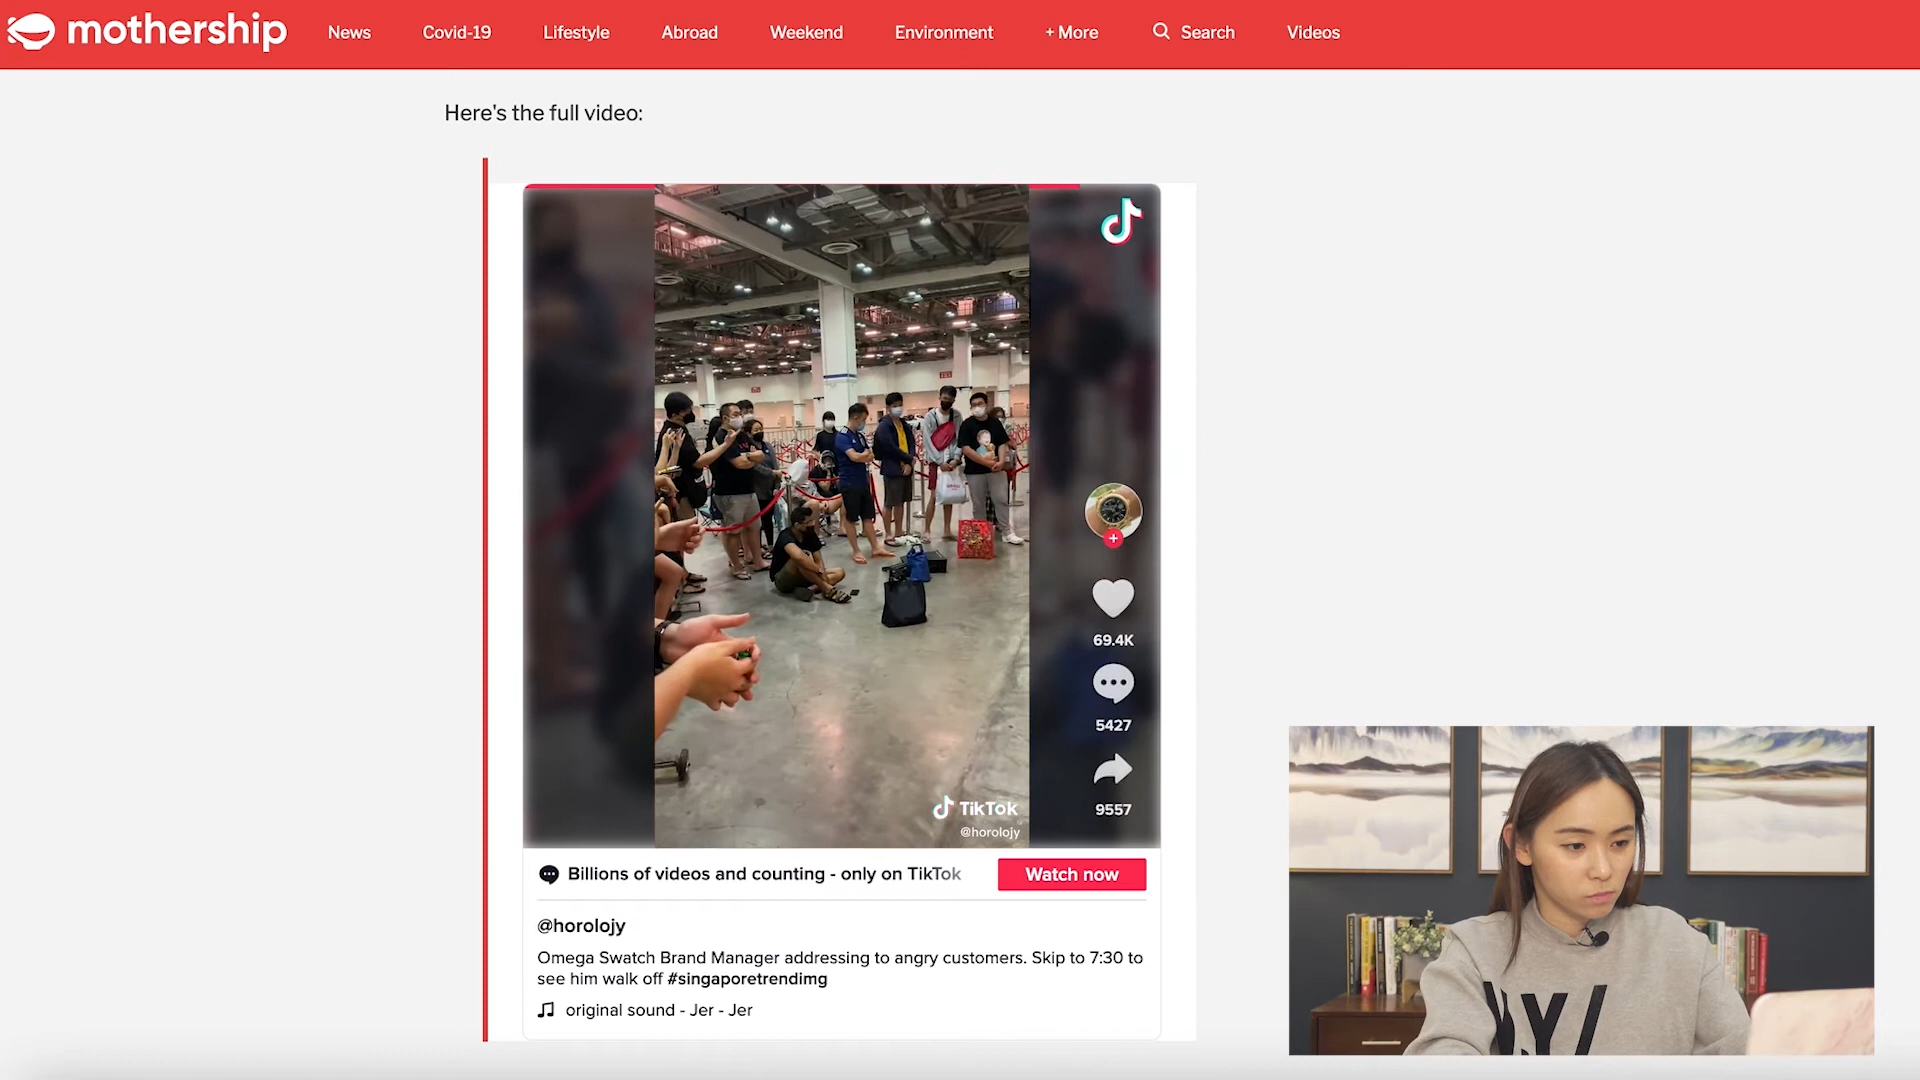 mothership
News
Covid-19
Lifestyle
Abroad
Weekend
Environment
+ More
Search
Videos
Here's the full video:
69.4K
5427
9557
TikTok
@horolojy
Billions of videos and counting - only on TikTok
Watch now
@horolojy
Omega Swatch Brand Manager addressing to angry customers. Skip to 7:30 to
see him walk off #singaporetrendimg
original sound - Jer - Jer